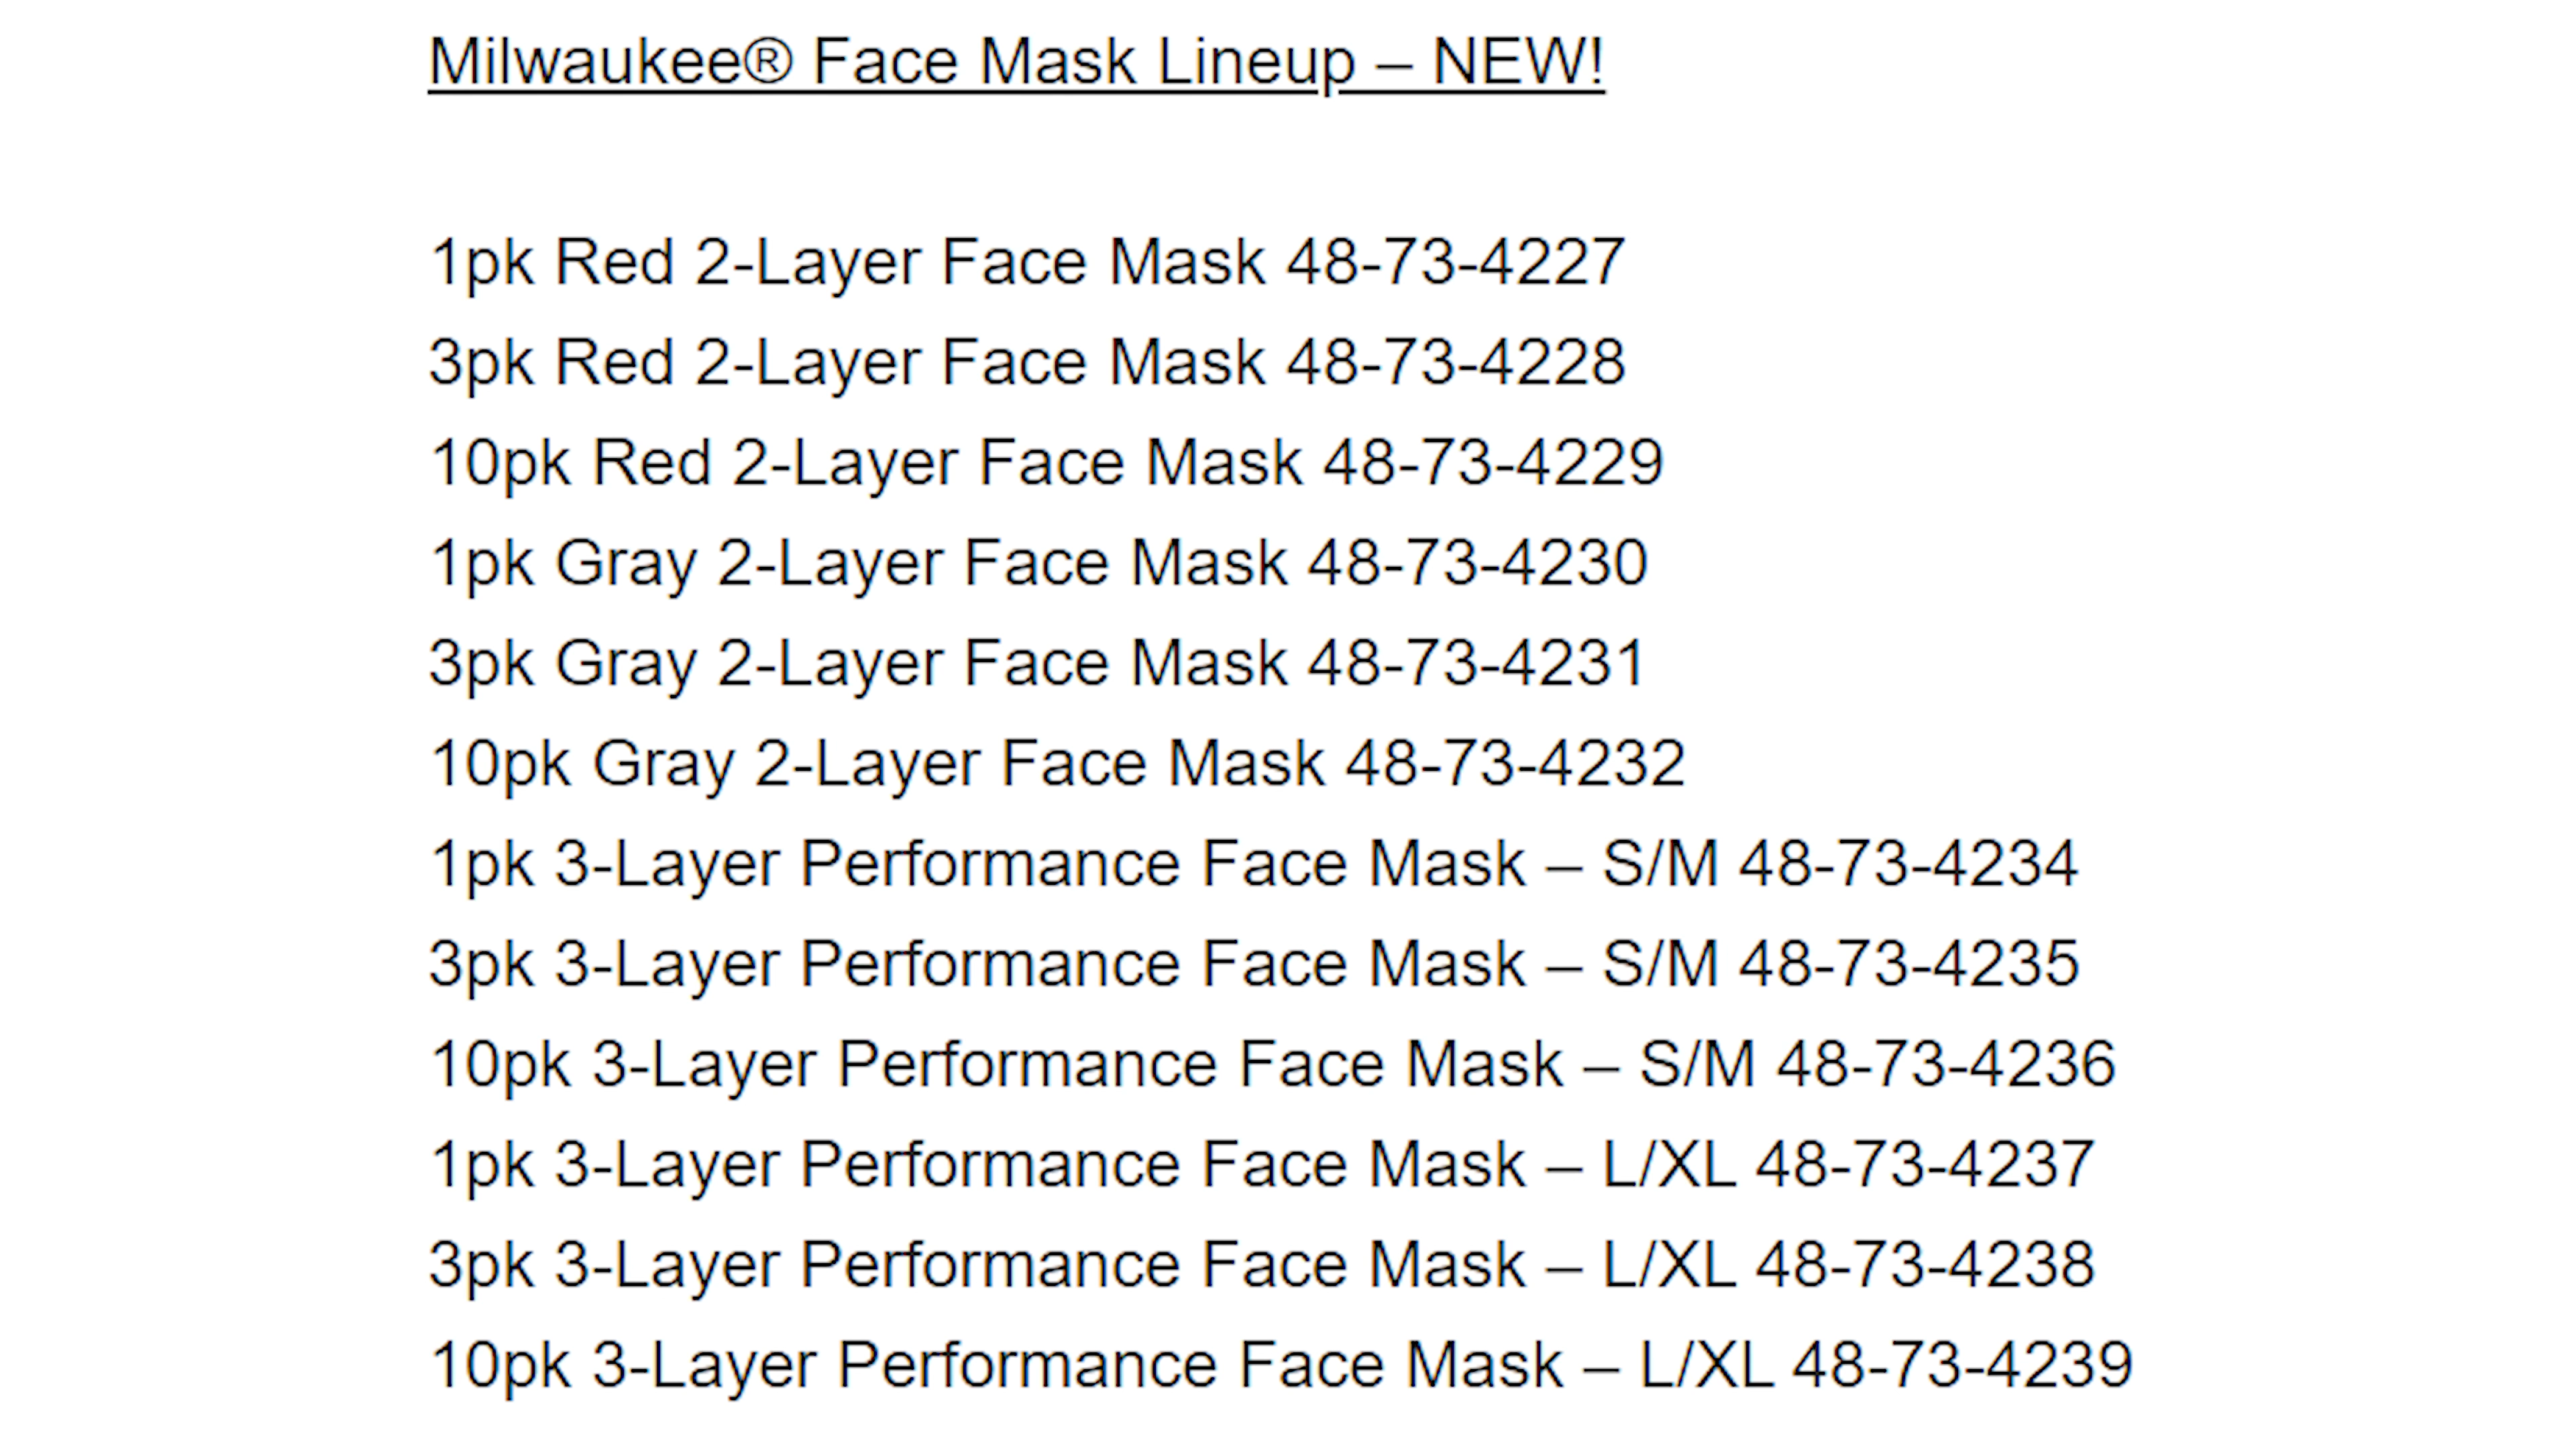 Milwaukee® Face Mask Lineup – NEW!
1pk Red 2-Layer Face Mask 48-73-4227
3pk Red 2-Layer Face Mask 48-73-4228
10pk Red 2-Layer Face Mask 48-73-4229
1pk Gray 2-Layer Face Mask 48-73-4230
3pk Gray 2-Layer Face Mask 48-73-4231
10pk Gray 2-Layer Face Mask 48-73-4232
1pk 3-Layer Performance Face Mask – S/M 48-73-4234
3pk 3-Layer Performance Face Mask – S/M 48-73-4235
10pk 3-Layer Performance Face Mask – S/M 48-73-4236
1pk 3-Layer Performance Face Mask – L/XL 48-73-4237
3pk 3-Layer Performance Face Mask – L/XL 48-73-4238
10pk 3-Layer Performance Face Mask – L/XL 48-73-4239